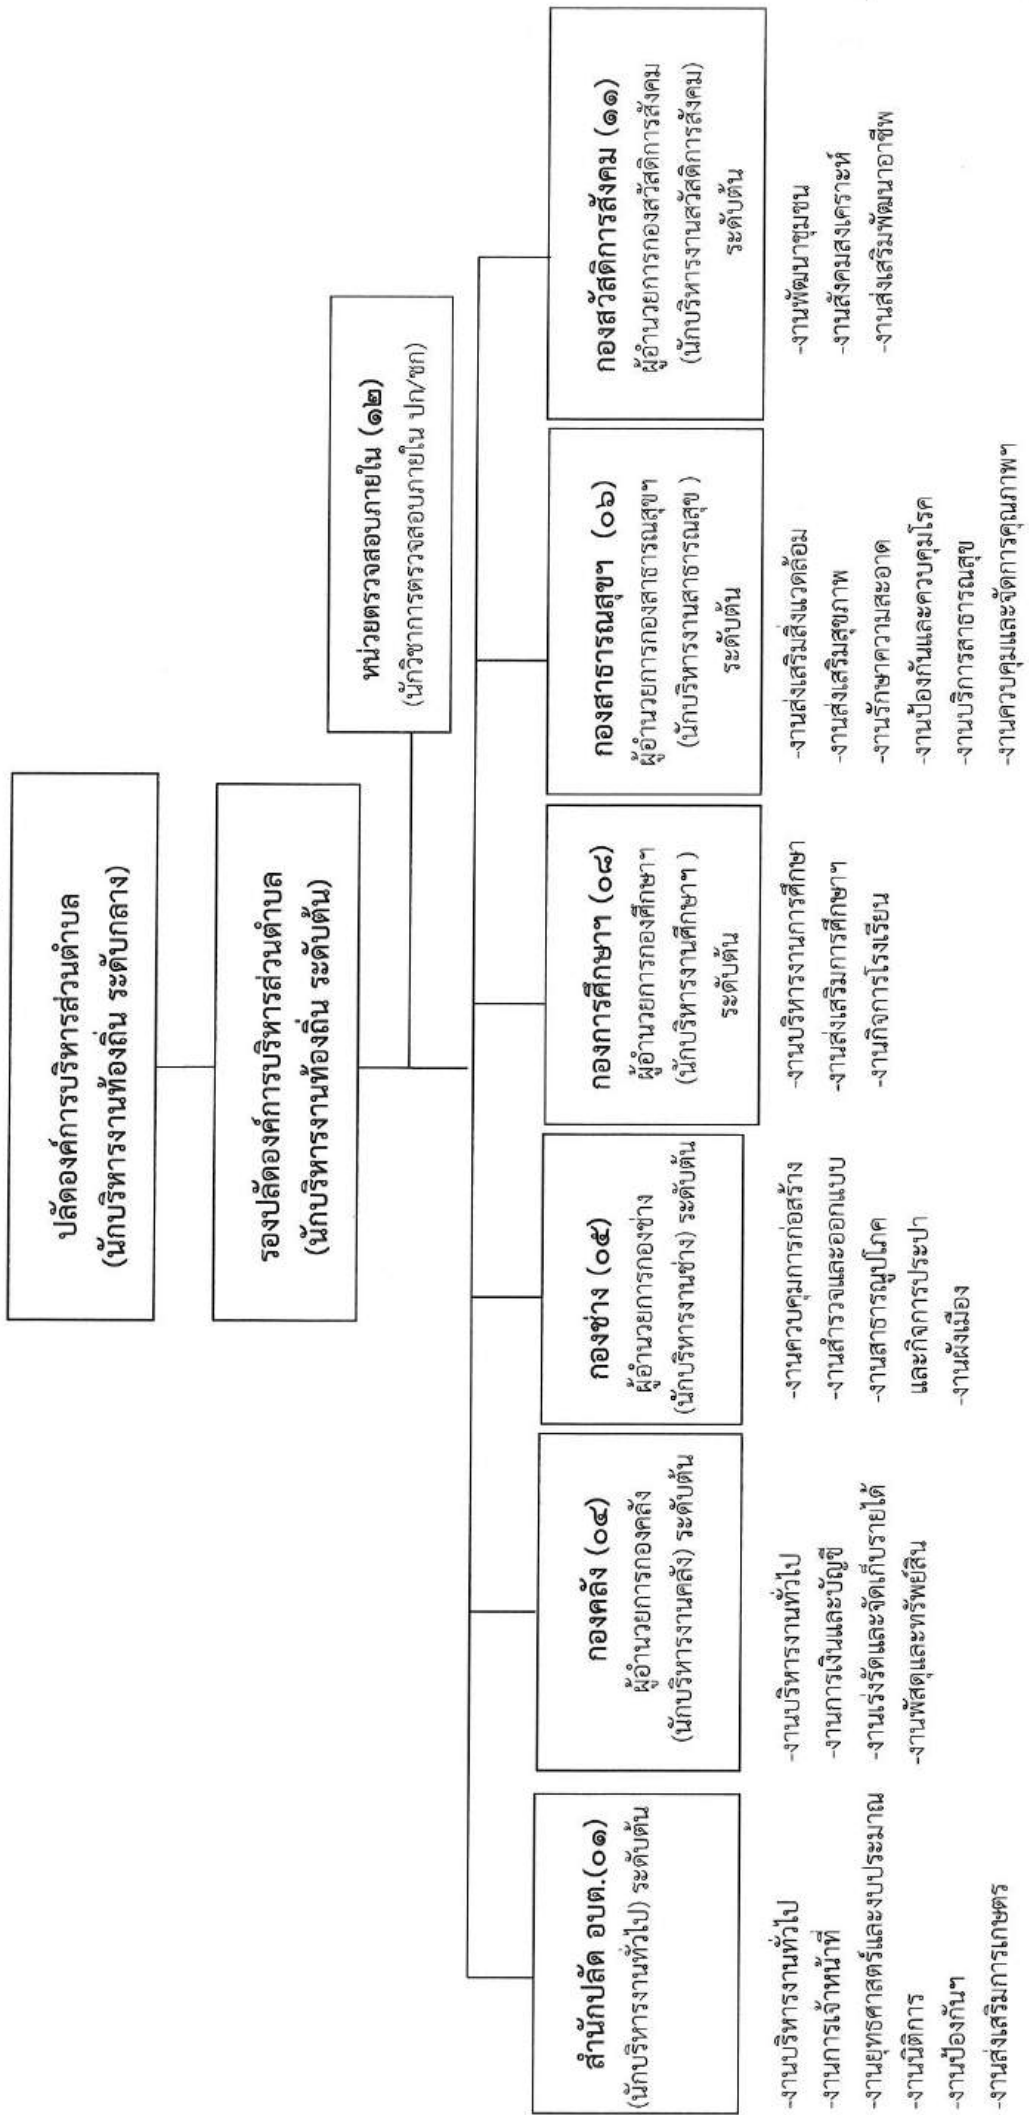 ปลัดองค์การบริหารส่วนตำบล
(นักบริหารงานท้องถิ่น ระดับกลาง)
รองปลัดองค์การบริหารส่วนตำบล
(นักบริหารงานท้องถิ่น ระดับต้น)
หน่วยตรวจสอบภายใน (๑๒)
(นักวิชาการตรวจสอบภายใน ปก/ชก)
สำนักปลัด อบต.(๐๑)
(นักบริหารงานทั่วไป) ระดับต้น
-งานบริหารงานทั่วไป
-งานการเจ้าหน้าที่
-งานยุทธศาสตร์และงบประมาณ
-งานนิติการ
-งานป้องกันฯ
-งานส่งเสริมการเกษตร
กองคลัง (๐๔)
ผู้อำนวยการกองคลัง
(นักบริหารงานคลัง) ระดับต้น
-งานบริหารงานทั่วไป
-งานการเงินและบัญชี
-งานเร่งรัดและจัดเก็บรายได้
-งานพัสดุและทรัพย์สิน
กองช่าง (๐๕)
ผู้อำนวยการกองช่าง
(นักบริหารงานช่าง) ระดับต้น
-งานควบคุมการก่อสร้าง
-งานสำรวจและออกแบบ
-งานสาธารณูปโภค
และกิจการประปา
-งานผังเมือง
กองการศึกษาฯ (๐๘)
ผู้อำนวยการกองศึกษาฯ
(นักบริหารงานศึกษาฯ )
ระดับต้น
-งานบริหารงานการศึกษา
-งานส่งเสริมการศึกษาฯ
-งานกิจการโรงเรียน
กองสาธารณสุขฯ (๐๖)
ผู้อำนวยการกองสาธารณสุขฯ
(นักบริหารงานสาธารณสุข )
ระดับต้น
-งานส่งเสริมสิ่งแวดล้อม
-งานส่งเสริมสุขภาพ
-งานรักษาความสะอาด
-งานป้องกันและควบคุมโรค
-งานบริการสาธารณสุข
-งานควบคุมและจัดการคุณภาพฯ
กองสวัสดิการสังคม (๑๑)
ผู้อำนวยการกองสวัสดิการสังคม
(นักบริหารงานสวัสดิการสังคม)
ระดับต้น
-งานพัฒนาชุมชน
-งานสังคมสงเคราะห์
-งานส่งเสริมพัฒนาอาชีพ